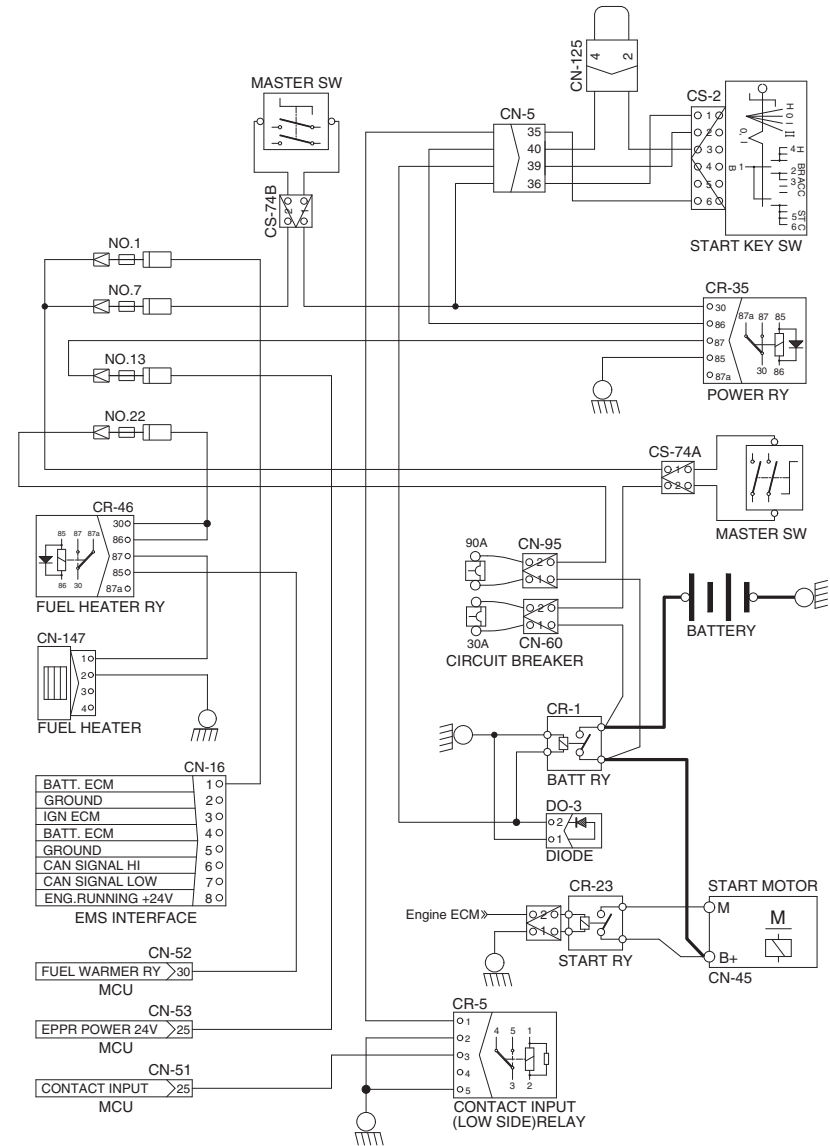 CN-125
4 2
MASTER SW
CS-2
CN-5
H 0 I II
0, I
1
2
3
4
5
6
B 1
4 H
2 BR
3 ACC
5 ST
6 C
START KEY SW
35
40
39
36
CS-74B
2 1
NO.1
NO.7
NO.13
NO.22
CR-35
30
86
87
85
87a
87a 87 85
30 86
POWER RY
CS-74A
1
2
MASTER SW
CR-46
30
86
87
85
87a
85 87 87a
86 30
FUEL HEATER RY
90A
CN-95
2
1
2
1
30A
CN-60
CIRCUIT BREAKER
BATTERY
CN-147
1
2
3
4
FUEL HEATER
CR-1
BATT RY
CN-16
BATT. ECM 1
GROUND 2
IGN ECM 3
BATT. ECM 4
GROUND 5
CAN SIGNAL HI 6
CAN SIGNAL LOW 7
ENG.RUNNING +24V 8
EMS INTERFACE
DO-3
2
1
DIODE
CR-23
Engine ECM
2
1
START RY
START MOTOR
M
M
B+
CN-45
CN-52
FUEL WARMER RY 30
MCU
CN-53
EPPR POWER 24V 25
MCU
CN-51
CONTACT INPUT 25
MCU
CR-5
1
2
3
4
5
4 5 1
3 2
CONTACT INPUT
(LOW SIDE)RELAY